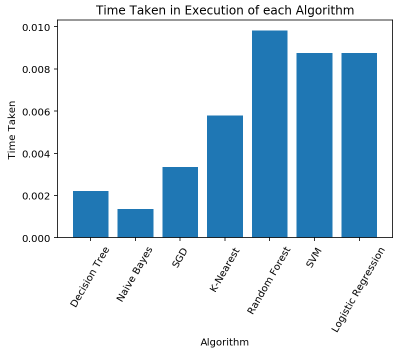 Time Taken in Execution of each Algorithm
0.010
0.008
0.006
0.004
0.002
0.000
Time Taken
Decision Tree
Naive Bayes
SGD
K-Nearest
Random Forest
SVM
Logistic Regression
Algorithm